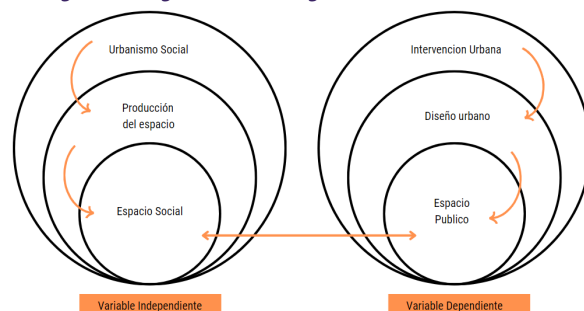 Urbanismo Social
Producción
del espacio
Espacio Social
Variable Independiente
Intervencion Urbana
Diseño urbano
Espacio
Publico
Variable Dependiente